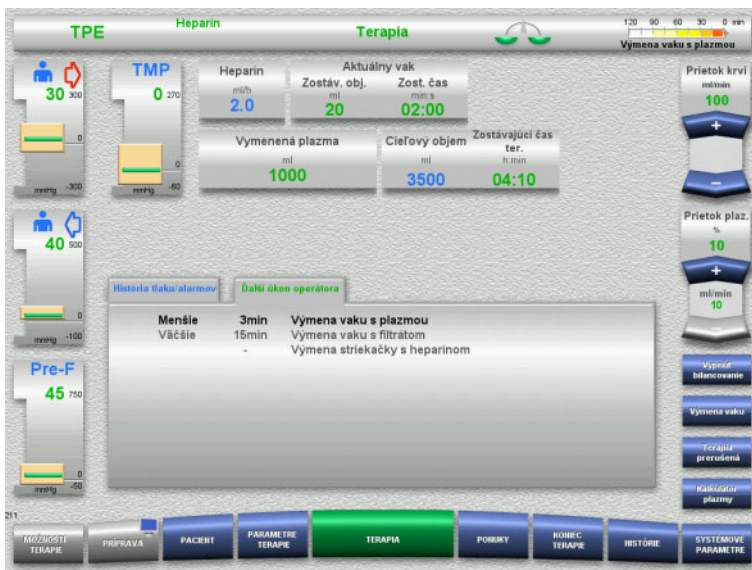 TPE
Heparín
Terapia
120 90 60 30 0 min
Výmena vaku s plazmou
30 300
0
mmHg -300
TMP
0 270
0
mmHg -60
Heparín
ml/h
2.0
Aktuálny vak
Zostáv. obj. Zost. čas
ml min:s
20 02:00
Vymenená plazma
ml
1000
Cieľový objem
ml
3500
Zostávajúci čas
ter.
h:min
04:10
Prietok krvi
ml/min
100
+
−
40 500
0
mmHg -100
Prietok plaz.
%
10
+
ml/min
10
−
História tlaku/alarmov
Ďalší úkon operátora
Menšie 3min Výmena vaku s plazmou
Väčšie 15min Výmena vaku s filtrátom
- Výmena striekačky s heparínom
Pre-F
45 750
0
mmHg -50
Vypnúť
bilancovanie
Výmena vaku
Terapia
prerušená
Kalkulátor
plazmy
211
MOŽNOSTI
TERAPIE
PRÍPRAVA
PACIENT
PARAMETRE
TERAPIE
TERAPIA
PONUKY
KONIEC
TERAPIE
HISTÓRIE
SYSTÉMOVÉ
PARAMETRE